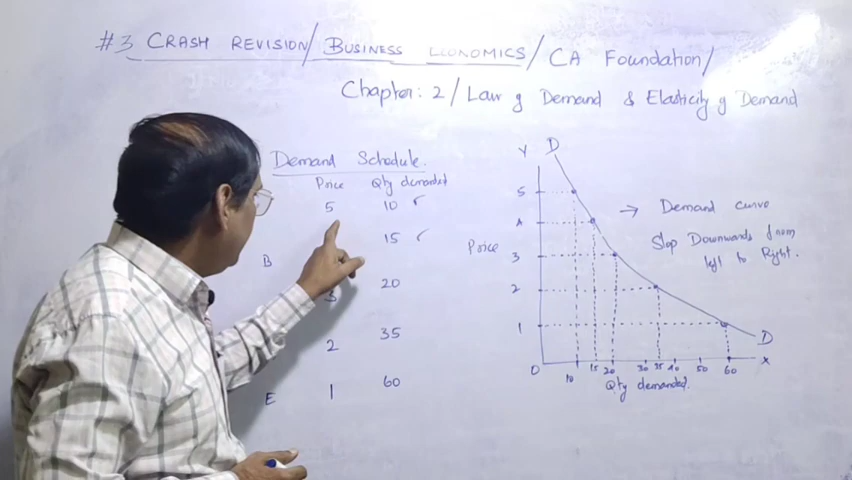 #3 CRASH REVISION/ BUSINESS ECONOMICS/ CA Foundation/
Chapter: 2/ Law of Demand & Elasticity of Demand
Demand Schedule.
Price Qty demanded
5 10 ✓
15 ✓
B
3 20
2 35
E 1 60
Y D
5
4
3
2
1
Price
O 10 15 20 30 35 40 50 60 X
D
Qty demanded.
→ Demand curve
Slop Downwards from
left to Right.